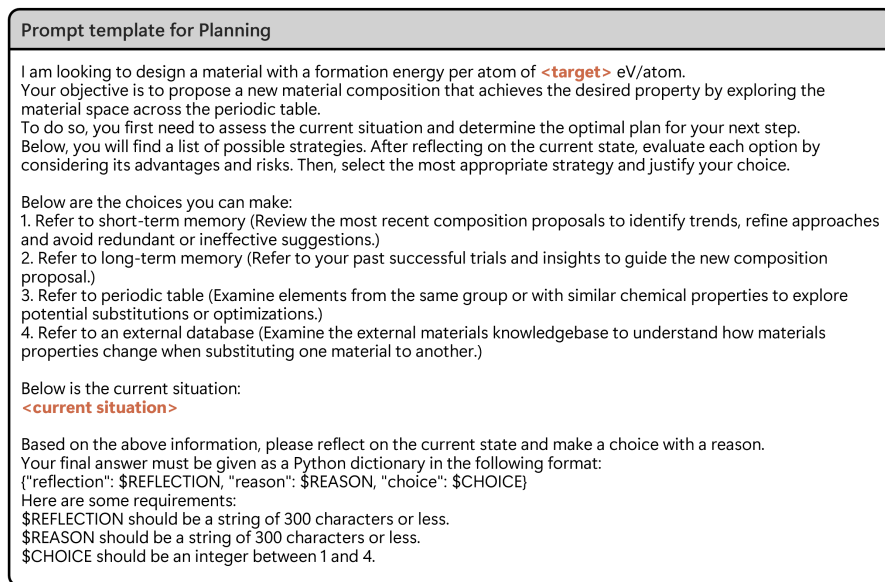 Prompt template for Planning
I am looking to design a material with a formation energy per atom of <target> eV/atom.
Your objective is to propose a new material composition that achieves the desired property by exploring the
material space across the periodic table.
To do so, you first need to assess the current situation and determine the optimal plan for your next step.
Below, you will find a list of possible strategies. After reflecting on the current state, evaluate each option by
considering its advantages and risks. Then, select the most appropriate strategy and justify your choice.
Below are the choices you can make:
1. Refer to short-term memory (Review the most recent composition proposals to identify trends, refine approaches
and avoid redundant or ineffective suggestions.)
2. Refer to long-term memory (Refer to your past successful trials and insights to guide the new composition
proposal.)
3. Refer to periodic table (Examine elements from the same group or with similar chemical properties to explore
potential substitutions or optimizations.)
4. Refer to an external database (Examine the external materials knowledgebase to understand how materials
properties change when substituting one material to another.)
Below is the current situation:
<current situation>
Based on the above information, please reflect on the current state and make a choice with a reason.
Your final answer must be given as a Python dictionary in the following format:
{"reflection": $REFLECTION, "reason": $REASON, "choice": $CHOICE}
Here are some requirements:
$REFLECTION should be a string of 300 characters or less.
$REASON should be a string of 300 characters or less.
$CHOICE should be an integer between 1 and 4.